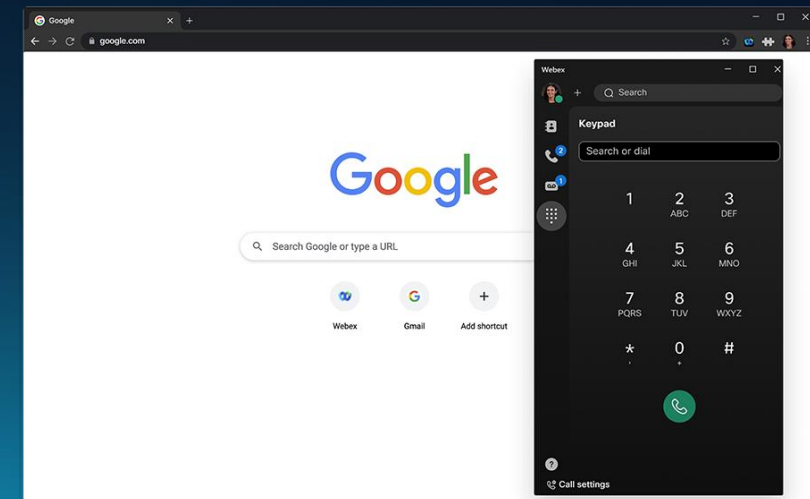 Google
google.com
Google
Search Google or type a URL
Webex
Gmail
Add shortcut
Webex
Search
Keypad
2
Search or dial
1
1
2
ABC
3
DEF
4
GHI
5
JKL
6
MNO
7
PQRS
8
TUV
9
WXYZ
*
,
0
+
#
?
Call settings